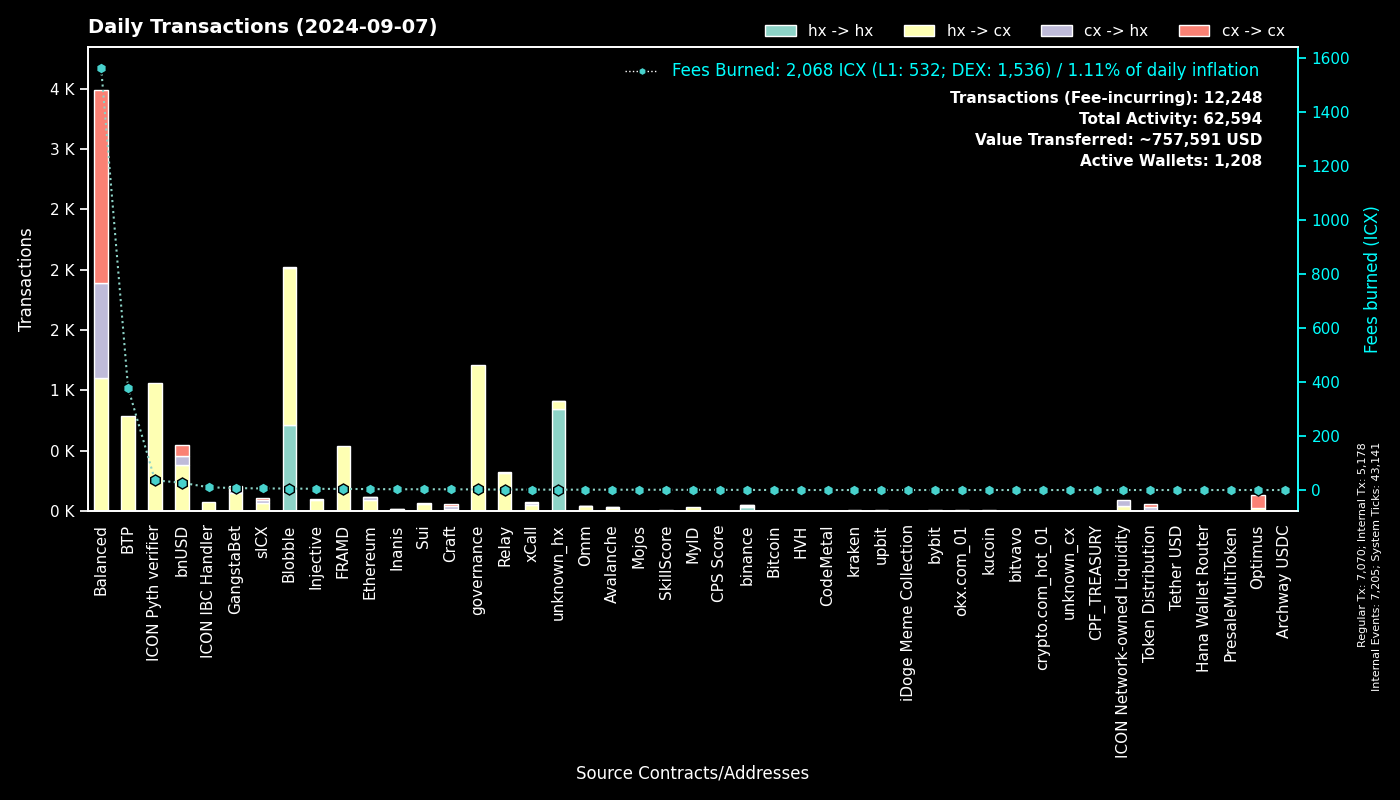 Daily Transactions (2024-09-07)
hx -> hx
hx -> cx
cx -> hx
cx -> cx
Fees Burned: 2,068 ICX (L1: 532; DEX: 1,536) / 1.11% of daily inflation
Transactions (Fee-incurring): 12,248
Total Activity: 62,594
Value Transferred: ~757,591 USD
Active Wallets: 1,208
Transactions
4 K
3 K
2 K
2 K
2 K
1 K
0 K
0 K
1600
1400
1200
1000
800
600
400
200
0
Fees burned (ICX)
Regular Tx: 7,070; Internal Tx: 5,178
Internal Events: 7,205; System Ticks: 43,141
Balanced
BTP
ICON Pyth verifier
bnUSD
ICON IBC Handler
GangstaBet
sICX
Blobble
Injective
FRAMD
Ethereum
Inanis
Sui
Craft
governance
Relay
xCall
unknown_hx
Omm
Avalanche
Mojos
SkillScore
MyID
CPS Score
binance
Bitcoin
HVH
CodeMetal
kraken
upbit
iDoge Meme Collection
bybit
okx.com_01
kucoin
bitvavo
crypto.com_hot_01
unknown_cx
CPF_TREASURY
ICON Network-owned Liquidity
Token Distribution
Tether USD
Hana Wallet Router
PresaleMultiToken
Optimus
Archway USDC
Source Contracts/Addresses